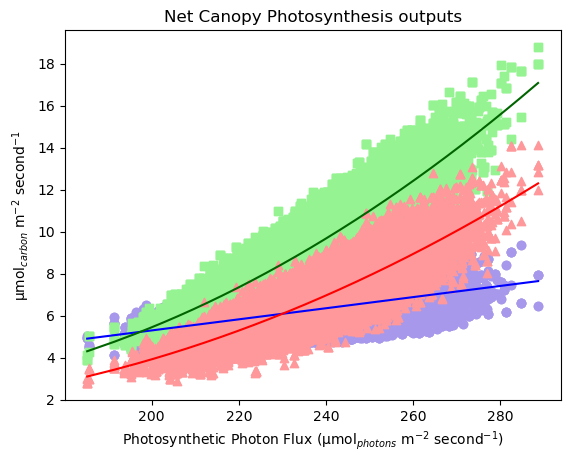 Net Canopy Photosynthesis outputs
μmol_carbon m⁻² second⁻¹
18
16
14
12
10
8
6
4
2
200 220 240 260 280
Photosynthetic Photon Flux (μmol_photons m⁻² second⁻¹)